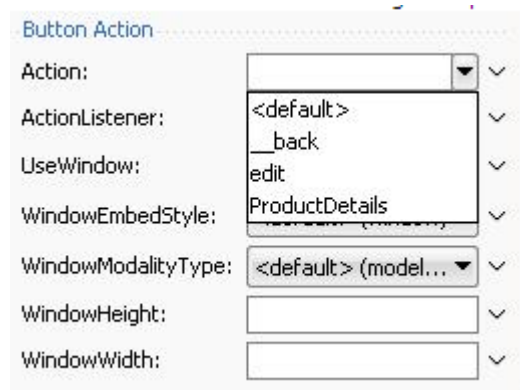 Button Action
Action:
<default>
ActionListener:
__back
UseWindow:
edit
ProductDetails
WindowEmbedStyle:
WindowModalityType: <default> (model...
WindowHeight:
WindowWidth: